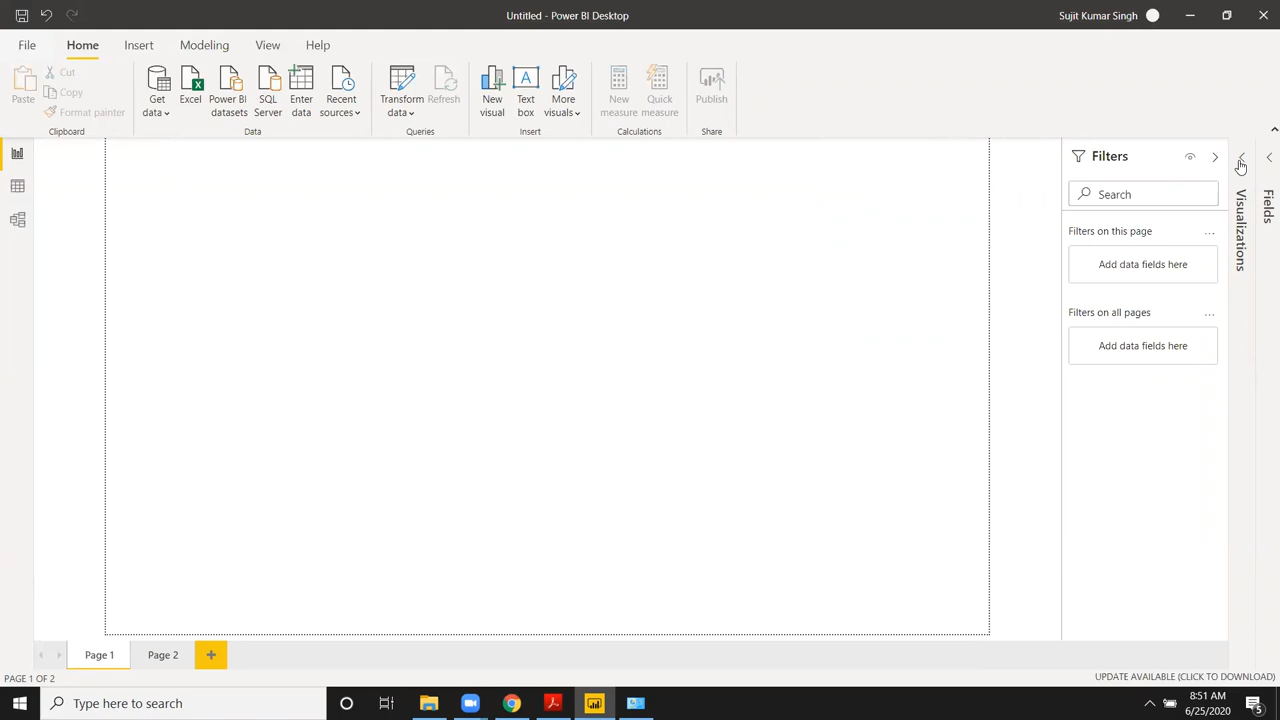 Untitled - Power BI Desktop
Sujit Kumar Singh
File Home Insert Modeling View Help
Paste
Cut
Copy
Format painter
Clipboard
Get data
Excel
Power BI datasets
SQL Server
Enter data
Recent sources
Data
Transform data
Refresh
Queries
New visual
Text box
More visuals
Insert
New measure
Quick measure
Calculations
Publish
Share
Filters
Search
Filters on this page ...
Add data fields here
Filters on all pages ...
Add data fields here
Visualizations
Fields
Page 1
Page 2
+
PAGE 1 OF 2
UPDATE AVAILABLE (CLICK TO DOWNLOAD)
Type here to search
8:51 AM
6/25/2020
5